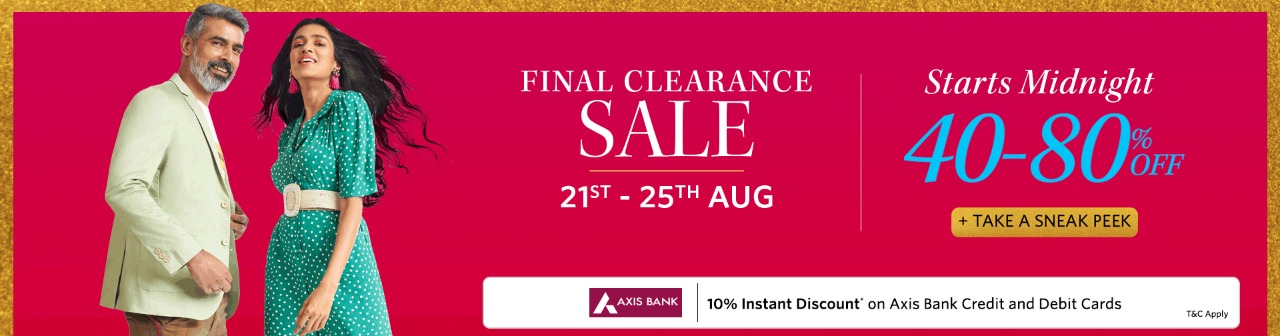 FINAL CLEARANCE
SALE
21ST - 25TH AUG
Starts Midnight
40-80% OFF
+ TAKE A SNEAK PEEK
AXIS BANK
10% Instant Discount* on Axis Bank Credit and Debit Cards
T&C Apply